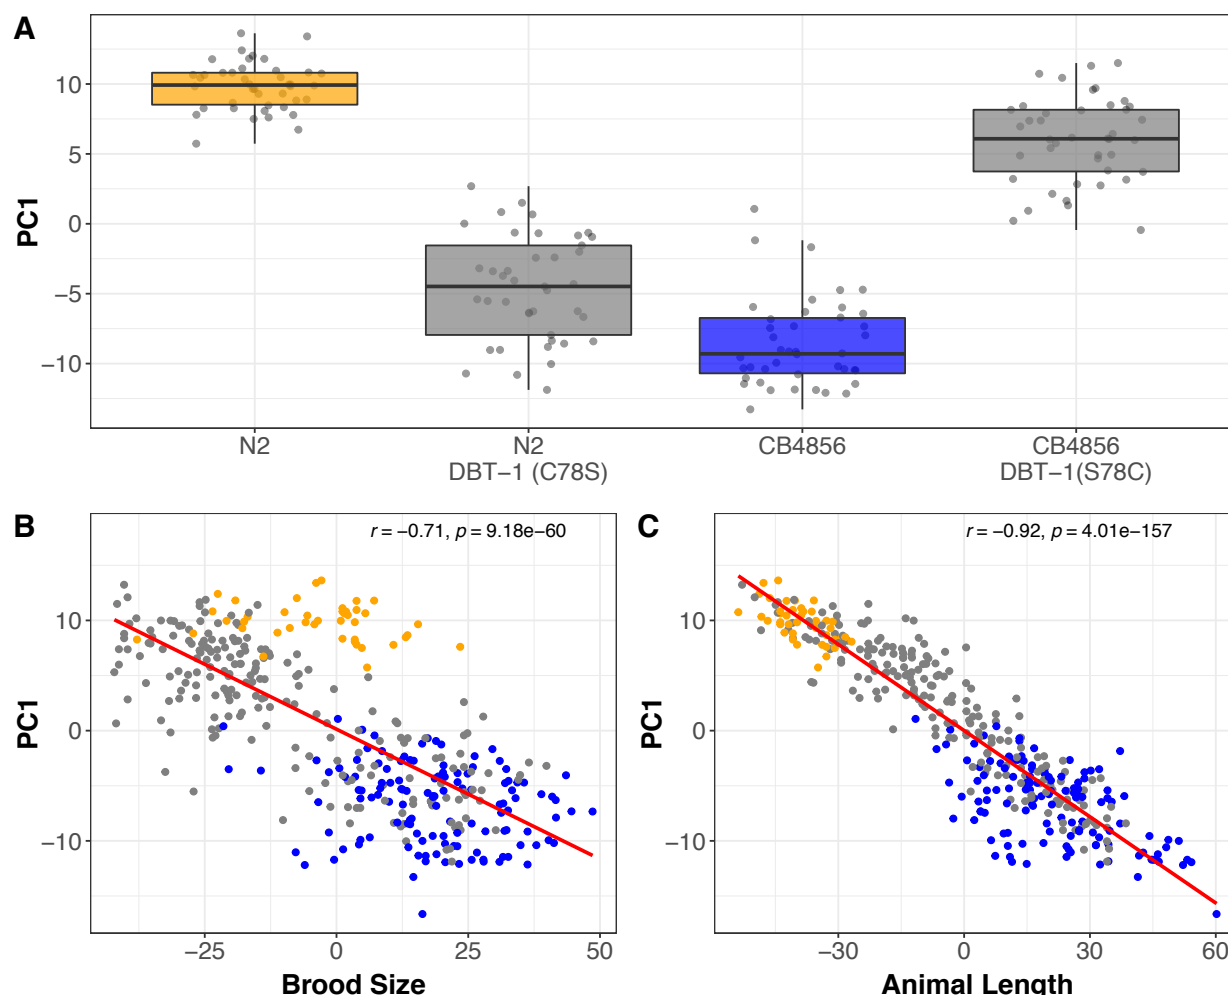 A
PC1
10
5
0
−5
−10
N2
N2
DBT−1 (C78S)
CB4856
CB4856
DBT−1(S78C)
B
r = −0.71, p = 9.18e−60
PC1
10
0
−10
−25
0
25
50
Brood Size
C
r = −0.92, p = 4.01e−157
PC1
10
0
−10
−30
0
30
60
Animal Length